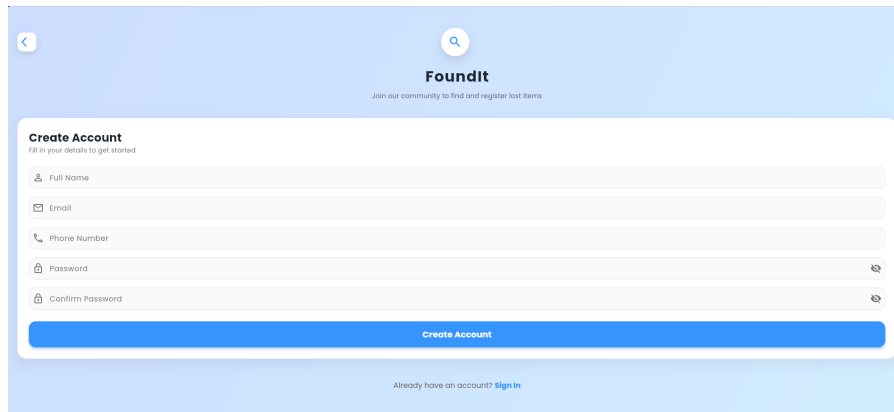 FoundIt
Join our community to find and register lost items
Create Account
Fill in your details to get started
Full Name
Email
Phone Number
Password
Confirm Password
Create Account
Already have an account? Sign In